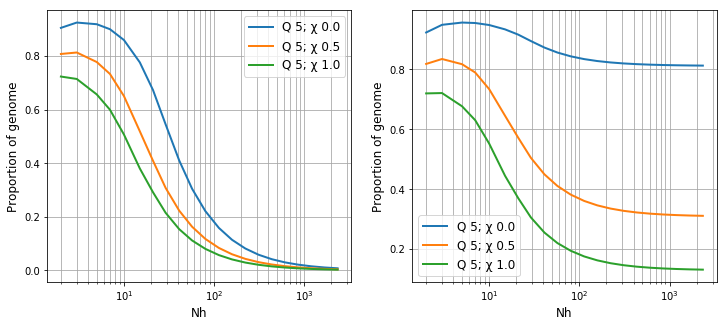 Proportion of genome
0.8
0.6
0.4
0.2
0.0
10¹
10²
10³
Nh
Q 5; χ 0.0
Q 5; χ 0.5
Q 5; χ 1.0
Proportion of genome
0.8
0.6
0.4
0.2
10¹
10²
10³
Nh
Q 5; χ 0.0
Q 5; χ 0.5
Q 5; χ 1.0